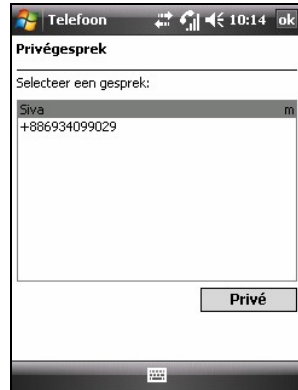 Telefoon 10:14 ok
Privégesprek
Selecteer een gesprek:
Siva m
+886934099029
Privé